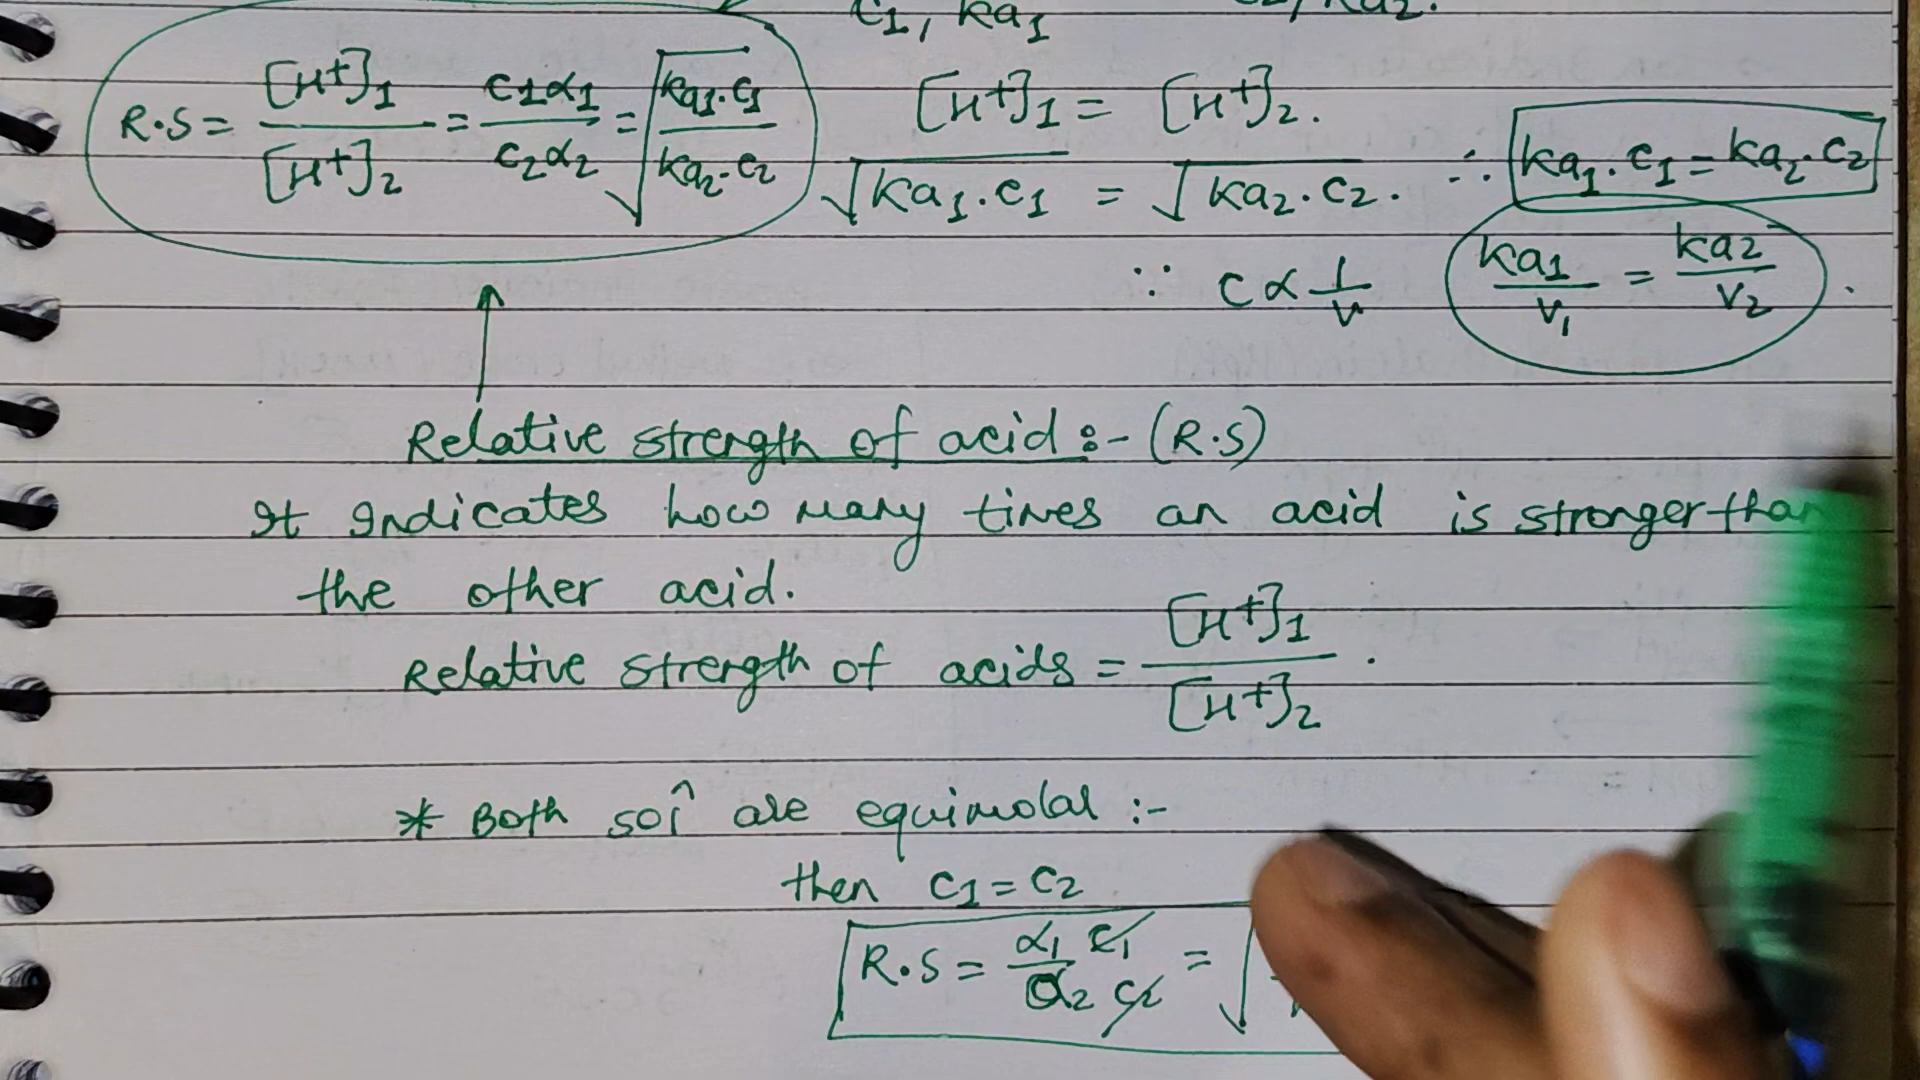 C1, Ka1
R.S = [H+]1 / [H+]2 = C1α1 / C2α2 = √(Ka1.C1 / Ka2.C2)
[H+]1 = [H+]2.
√Ka1.C1 = √Ka2.C2. ∴ Ka1.C1 = Ka2.C2
∵ C α 1/V Ka1/V1 = Ka2/V2 .
Relative strength of acid :- (R.S)
It Indicates how many times an acid is stronger than
the other acid.
Relative strength of acids = [H+]1 / [H+]2 .
* Both sol^ are equimolar :-
then C1 = C2
R.S = α1 C1 / α2 C2 = √